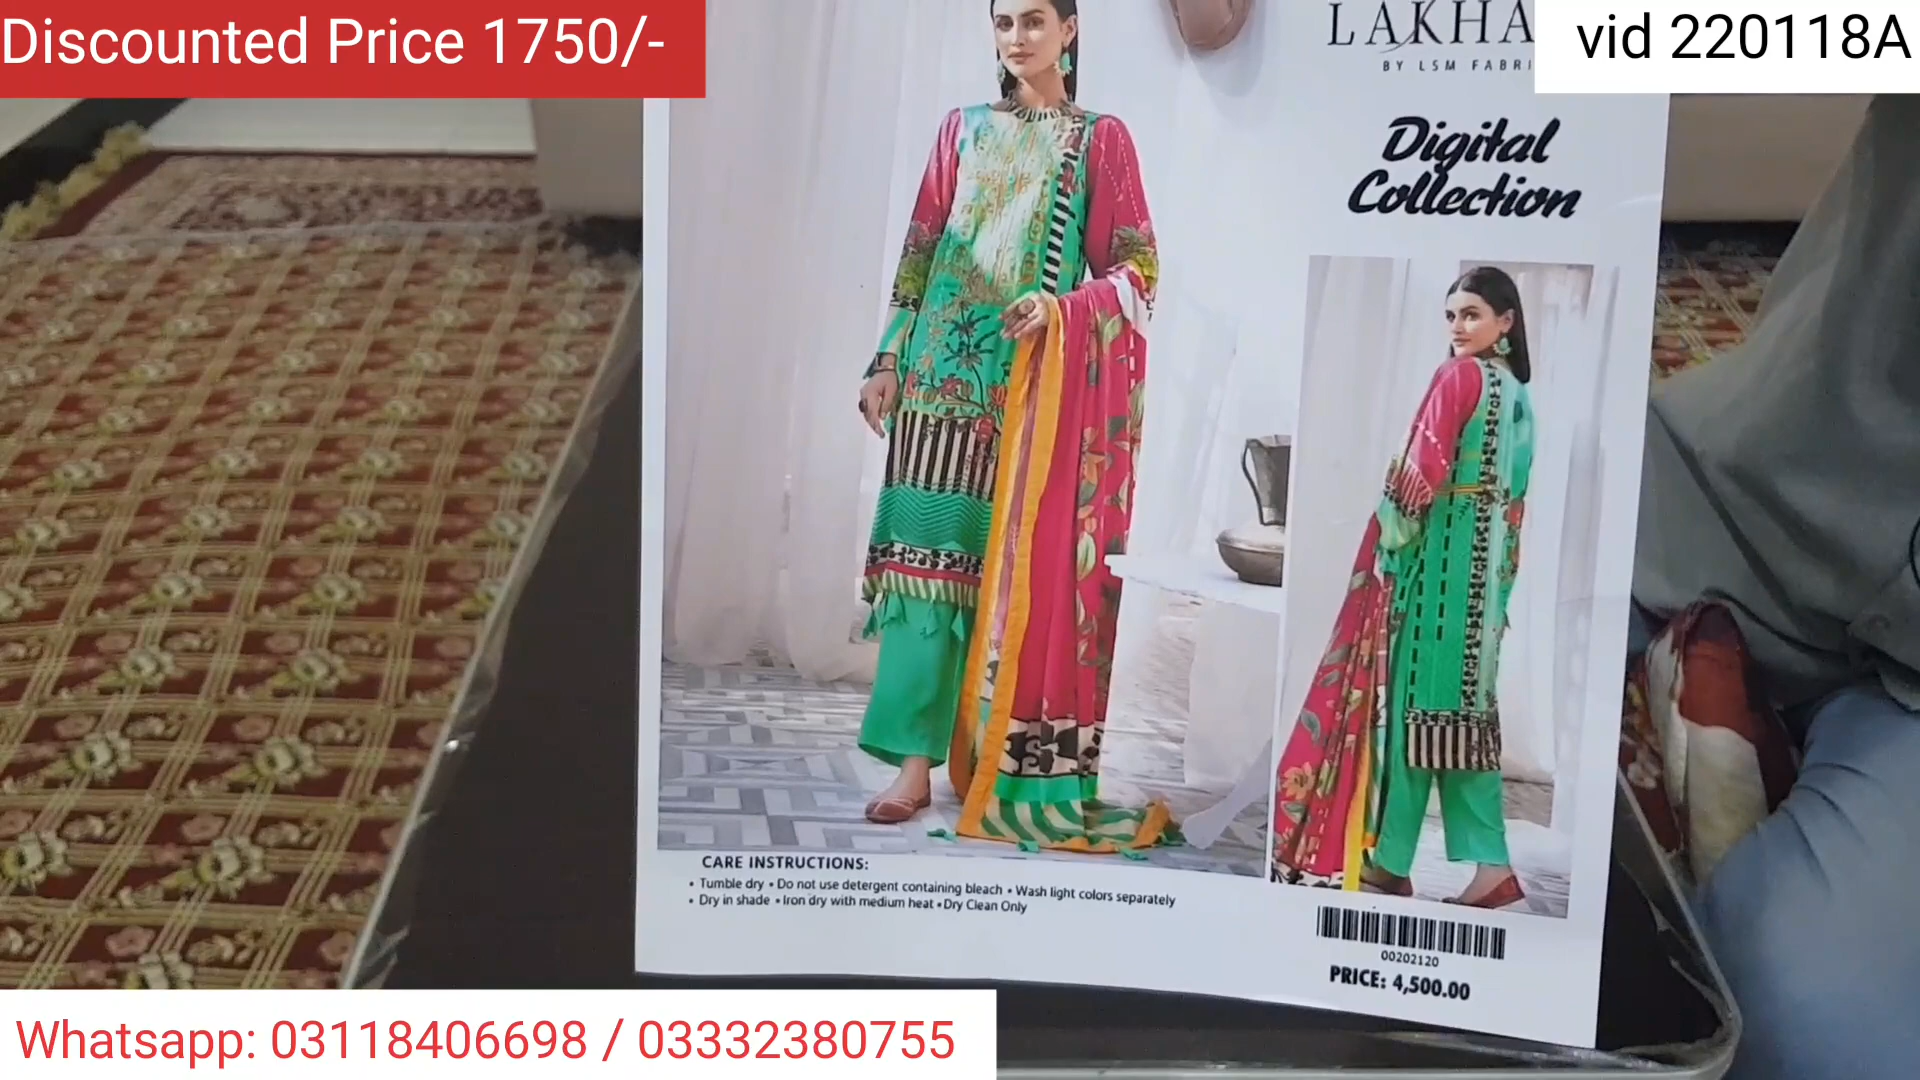 Discounted Price 1750/-
vid 220118A
LAKHA
BY LSM FABRI
Digital
Collection
CARE INSTRUCTIONS:
• Tumble dry • Do not use detergent containing bleach • Wash light colors separately
• Dry in shade • Iron dry with medium heat • Dry Clean Only
00202120
PRICE: 4,500.00
Whatsapp: 03118406698 / 03332380755